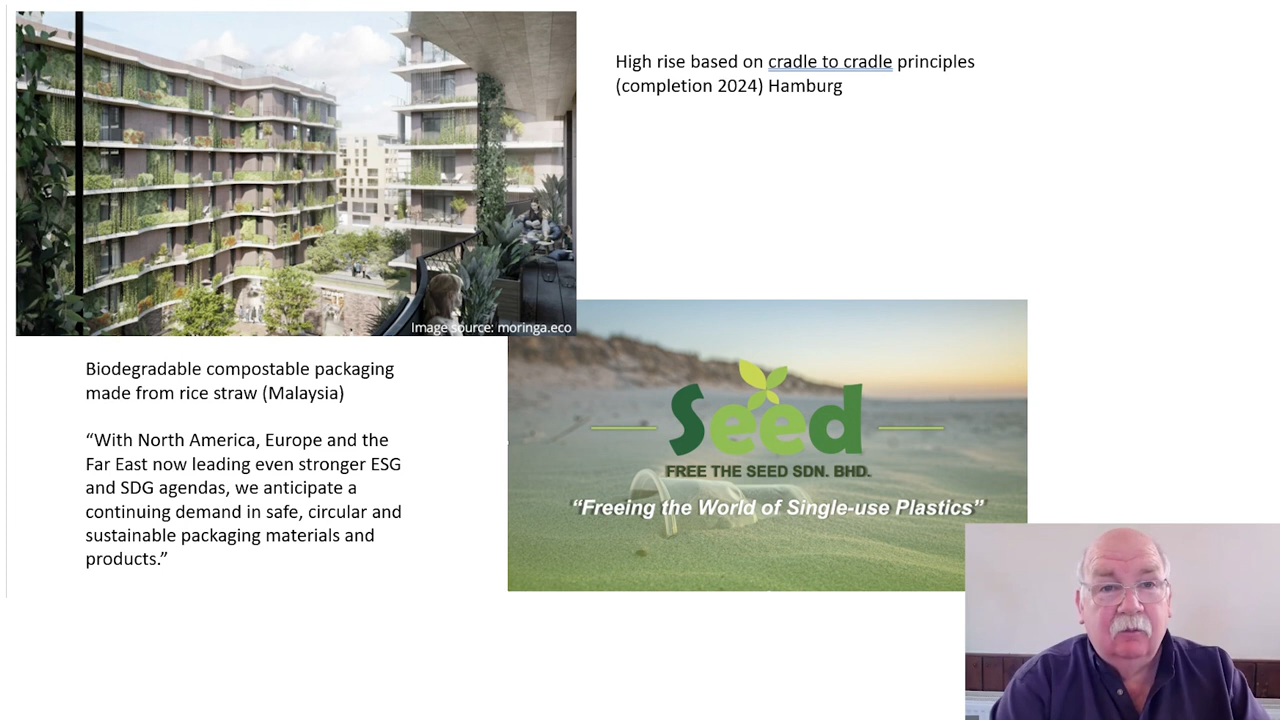 High rise based on cradle to cradle principles
(completion 2024) Hamburg
Image source: moringa.eco
Biodegradable compostable packaging
made from rice straw (Malaysia)
“With North America, Europe and the
Far East now leading even stronger ESG
and SDG agendas, we anticipate a
continuing demand in safe, circular and
sustainable packaging materials and
products.”
Seed
FREE THE SEED SDN. BHD.
“Freeing the World of Single-use Plastics”